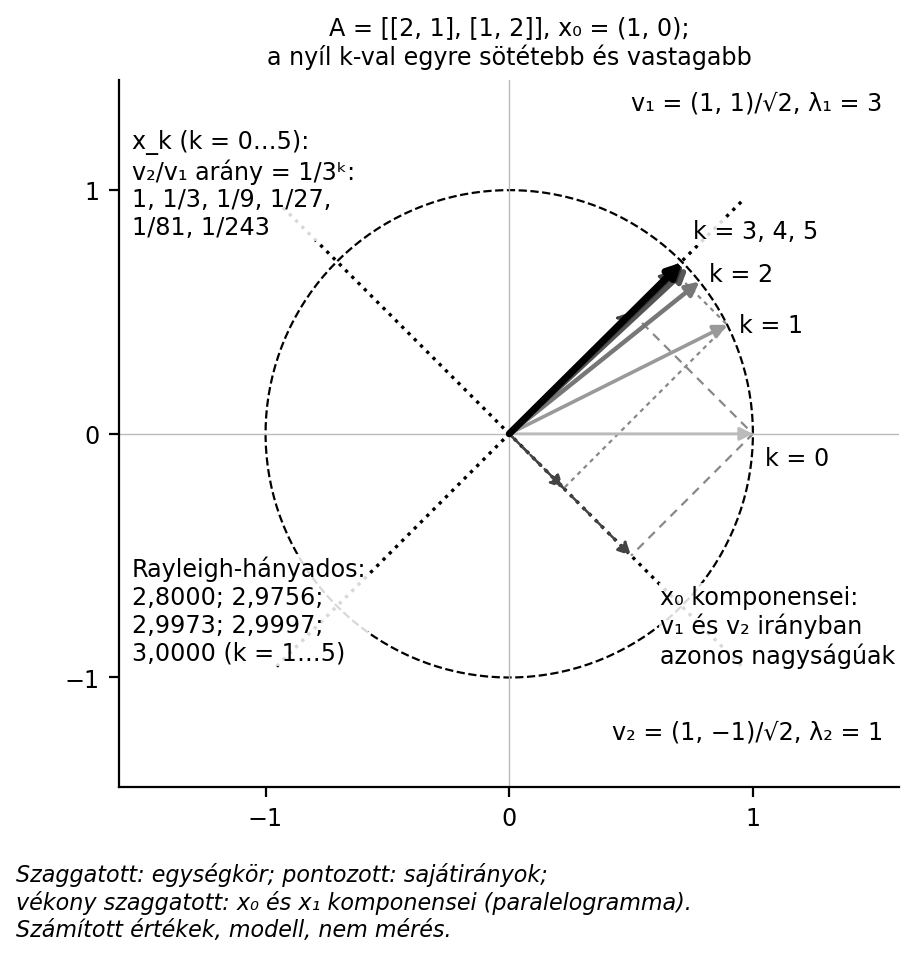 A = [[2, 1], [1, 2]], x₀ = (1, 0);
a nyíl k-val egyre sötétebb és vastagabb
v₁ = (1, 1)/√2, λ₁ = 3
x_k (k = 0…5):
v₂/v₁ arány = 1/3ᵏ:
1, 1/3, 1/9, 1/27,
1/81, 1/243
k = 3, 4, 5
k = 2
k = 1
k = 0
Rayleigh-hányados:
2,8000; 2,9756;
2,9973; 2,9997;
3,0000 (k = 1…5)
x₀ komponensei:
v₁ és v₂ irányban
azonos nagyságúak
v₂ = (1, −1)/√2, λ₂ = 1
1
0
−1
−1
0
1
Szaggatott: egységkör; pontozott: sajátirányok;
vékony szaggatott: x₀ és x₁ komponensei (paralelogramma).
Számított értékek, modell, nem mérés.